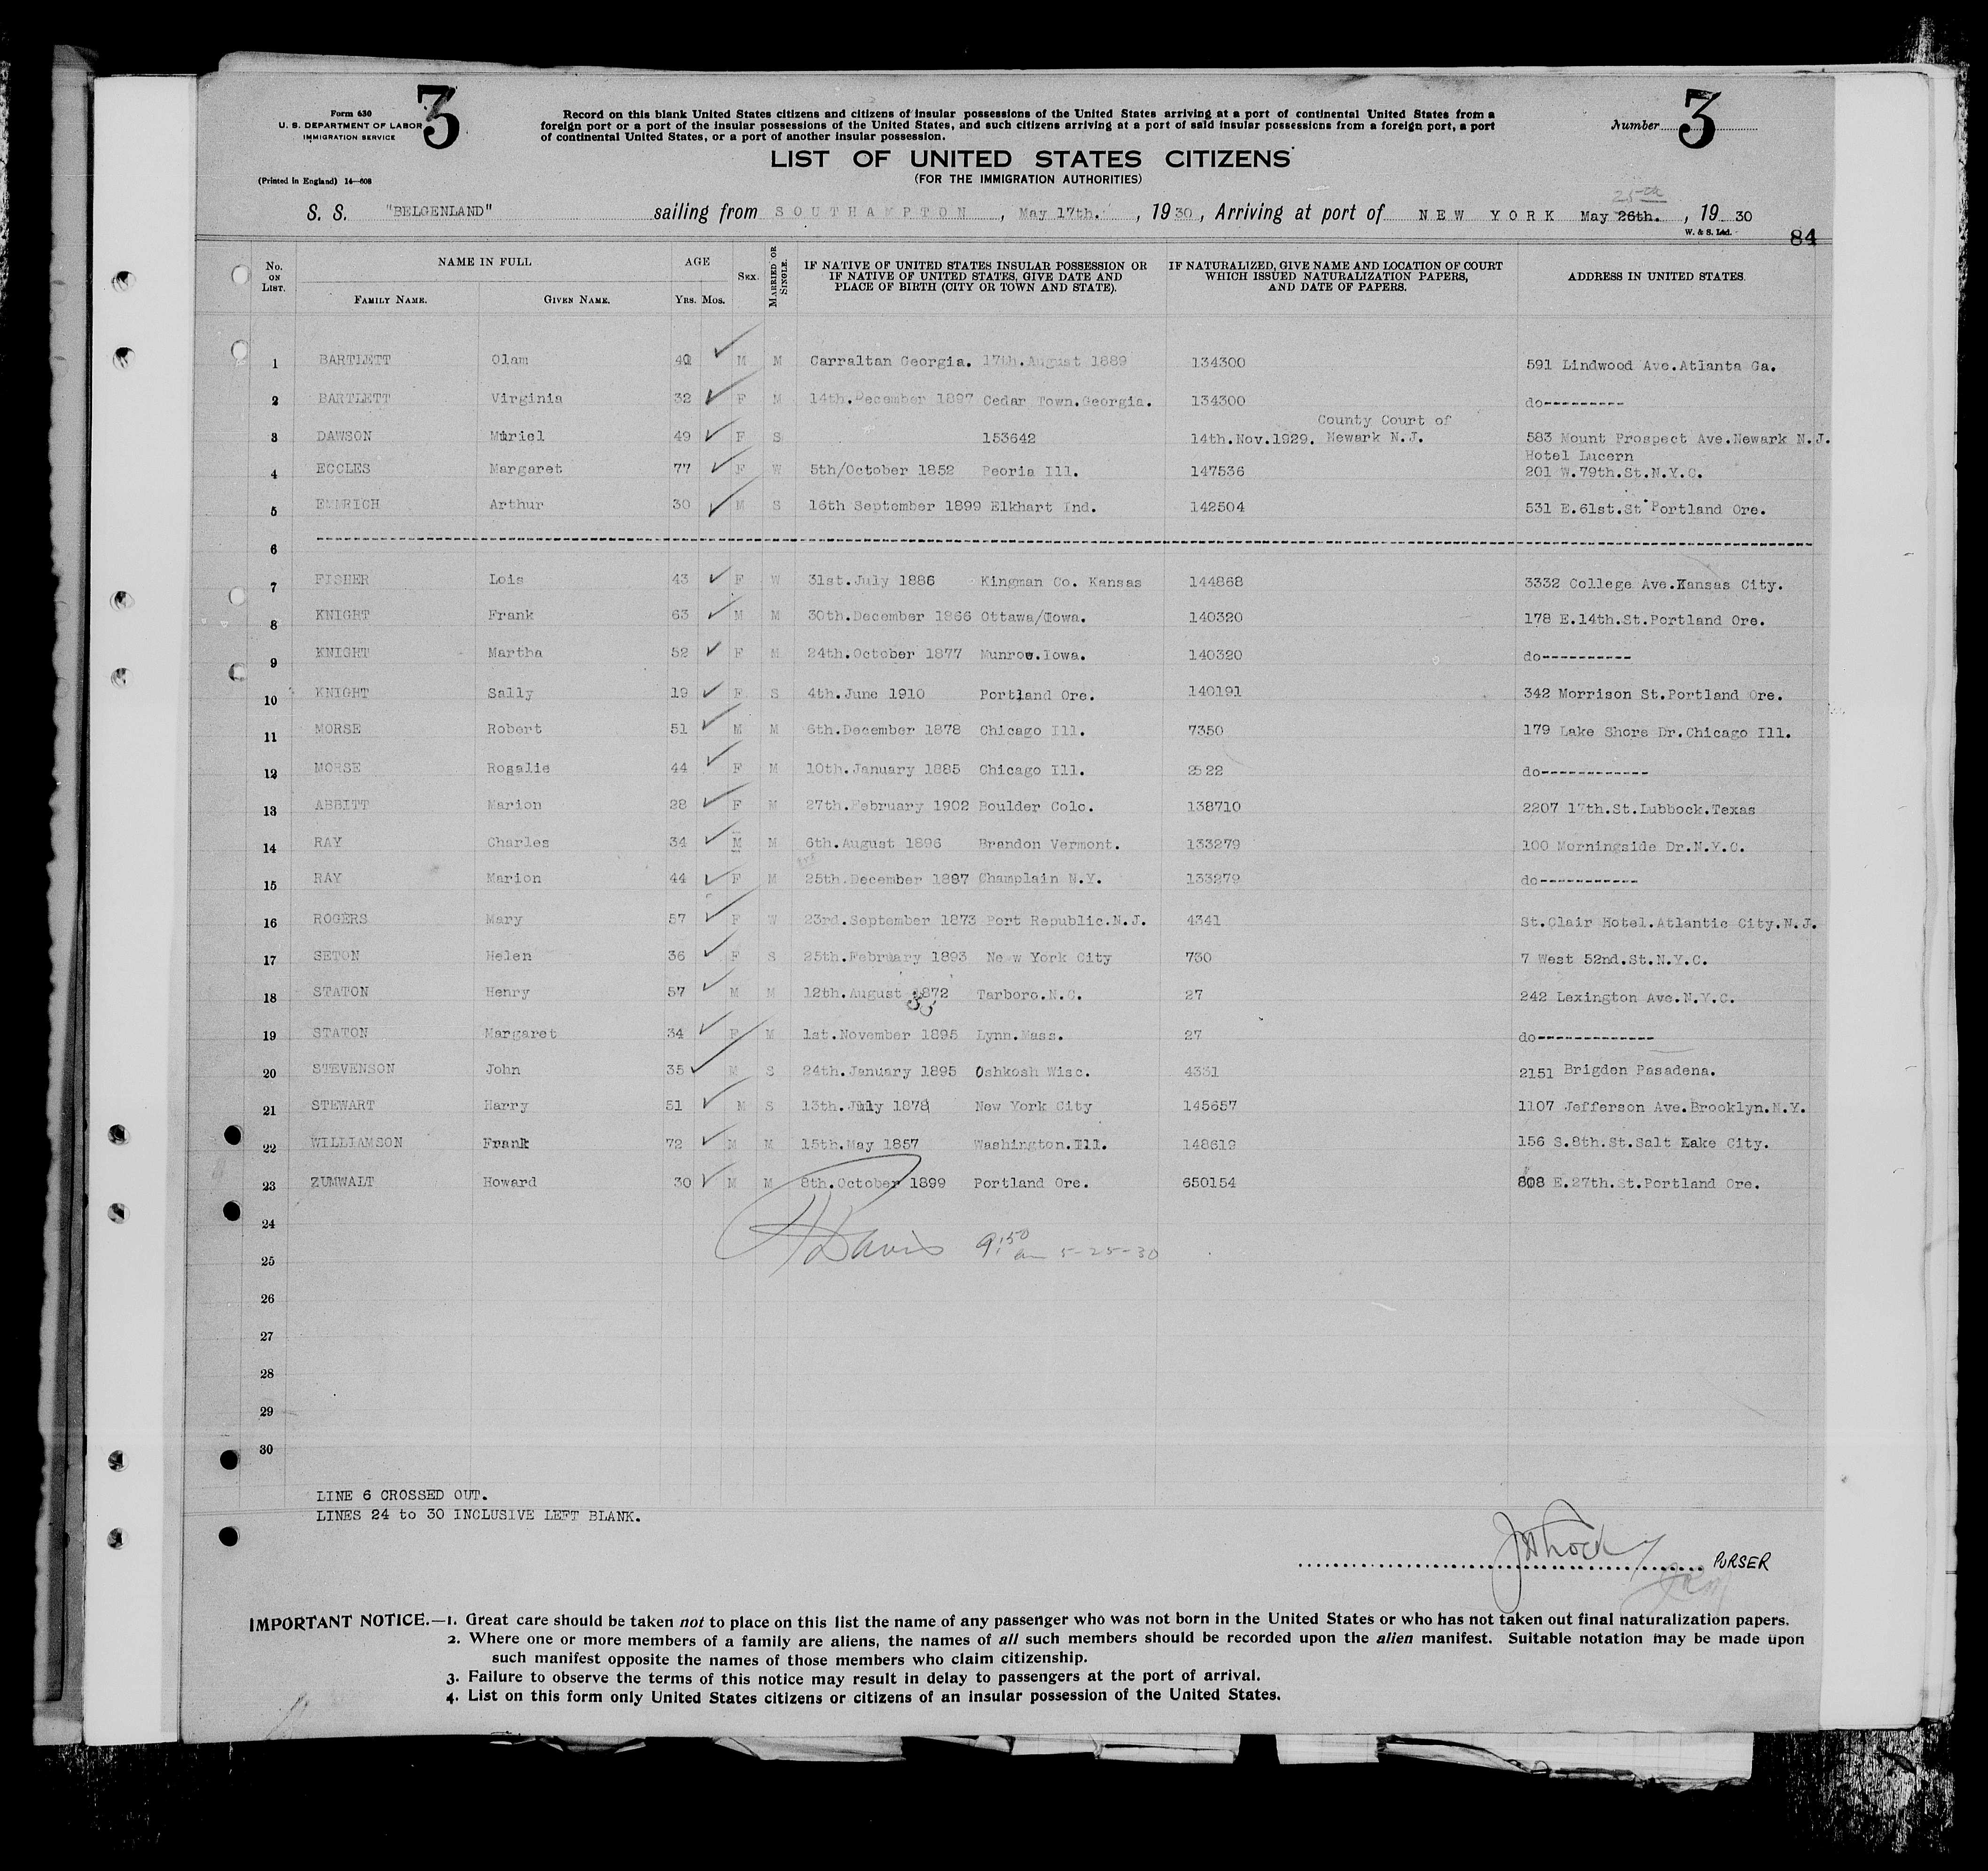 3
Form 630
U. S. DEPARTMENT OF LABOR
IMMIGRATION SERVICE
(Printed in England) 14—608
Record on this blank United States citizens and citizens of insular possessions of the United States arriving at a port of continental United States from a
foreign port or a port of the insular possessions of the United States, and such citizens arriving at a port of said insular possessions from a foreign port, a port
of continental United States, or a port of another insular possession.
Number 3
LIST OF UNITED STATES CITIZENS
(FOR THE IMMIGRATION AUTHORITIES)
25th
S. S. "BELGENLAND" sailing from SOUTHAMPTON, May 17th., 1930, Arriving at port of NEW YORK May 26th., 19 30
W. & S. Ltd.
84
No. ON LIST. NAME IN FULL AGE SEX. MARRIED OR SINGLE. IF NATIVE OF UNITED STATES INSULAR POSSESSION OR IF NATIVE OF UNITED STATES, GIVE DATE AND PLACE OF BIRTH (CITY OR TOWN AND STATE). IF NATURALIZED, GIVE NAME AND LOCATION OF COURT WHICH ISSUED NATURALIZATION PAPERS, AND DATE OF PAPERS. ADDRESS IN UNITED STATES.
FAMILY NAME. GIVEN NAME. YRS. MOS.
1 BARTLETT Olam 40 M M Carraltan Georgia. 17th.August 1889 134300 591 Lindwood Ave.Atlanta Ga.
2 BARTLETT Virginia 32 F M 14th.December 1897 Cedar Town.Georgia. 134300 do---------
3 DAWSON Muriel 49 F S 153642 14th.Nov.1929. County Court of Newark N.J. 583 Mount Prospect Ave.Newark N.J.
4 ECCLES Margaret 77 F W 5th/October 1852 Peoria Ill. 147536 Hotel Lucern 201 W.79th.St.N.Y.C.
5 EMMRICH Arthur 30 M S 16th September 1899 Elkhart Ind. 142504 531 E.61st.St Portland Ore.
6
7 FISHER Lois 43 F W 31st.July 1886 Kingman Co. Kansas 144868 3332 College Ave.Kansas City.
8 KNIGHT Frank 63 M M 30th.December 1866 Ottawa/Iowa. 140320 178 E.14th.St.Portland Ore.
9 KNIGHT Martha 52 F M 24th.October 1877 Munroe.Iowa. 140320 do----------
10 KNIGHT Sally 19 F S 4th.June 1910 Portland Ore. 140191 342 Morrison St.Portland Ore.
11 MORSE Robert 51 M M 6th.December 1878 Chicago Ill. 7350 179 Lake Shore Dr.Chicago Ill.
12 MORSE Rosalie 44 F M 10th.January 1885 Chicago Ill. 2522 do------------
13 ABBITT Marion 28 F M 27th.February 1902 Boulder Colo. 138710 2207 17th.St.Lubbock.Texas
14 RAY Charles 34 M M 6th.August 1896 Brandon Vermont. 133279 100 Morningside Dr.N.Y.C.
15 RAY Marion 44 F M 25th.December 1887 Champlain N.Y. 133279 do-----------
16 ROGERS Mary 57 F W 23rd.September 1873 Port Republic.N.J. 4341 St.Clair Hotel.Atlantic City.N.J.
17 SETON Helen 36 F S 25th.February 1893 New York City 730 7 West 52nd.St.N.Y.C.
18 STATON Henry 57 M M 12th.August 1872 Tarboro.N.C. 27 242 Lexington Ave.N.Y.C.
19 STATON Margaret 34 F M 1st.November 1895 Lynn.Mass. 27 do-------------
20 STEVENSON John 35 M S 24th.January 1895 Oshkosh Wisc. 4331 2151 Brigden Pasadena.
21 STEWART Harry 51 M S 13th.July 1878 New York City 145657 1107 Jefferson Ave.Brooklyn.N.Y.
22 WILLIAMSON Frank 72 M M 15th.May 1857 Washington.Ill. 148619 156 S.8th.St.Salt Lake City.
23 ZUMWALT Howard 30 M M 8th.October 1899 Portland Ore. 650154 808 E.27th.St.Portland Ore.
24
Davis 9:50 am 5-25-30
25
26
27
28
29
30
LINE 6 CROSSED OUT.
LINES 24 to 30 INCLUSIVE LEFT BLANK.
PURSER
IMPORTANT NOTICE.—1. Great care should be taken not to place on this list the name of any passenger who was not born in the United States or who has not taken out final naturalization papers.
2. Where one or more members of a family are aliens, the names of all such members should be recorded upon the alien manifest. Suitable notation may be made upon
such manifest opposite the names of those members who claim citizenship.
3. Failure to observe the terms of this notice may result in delay to passengers at the port of arrival.
4. List on this form only United States citizens or citizens of an insular possession of the United States.